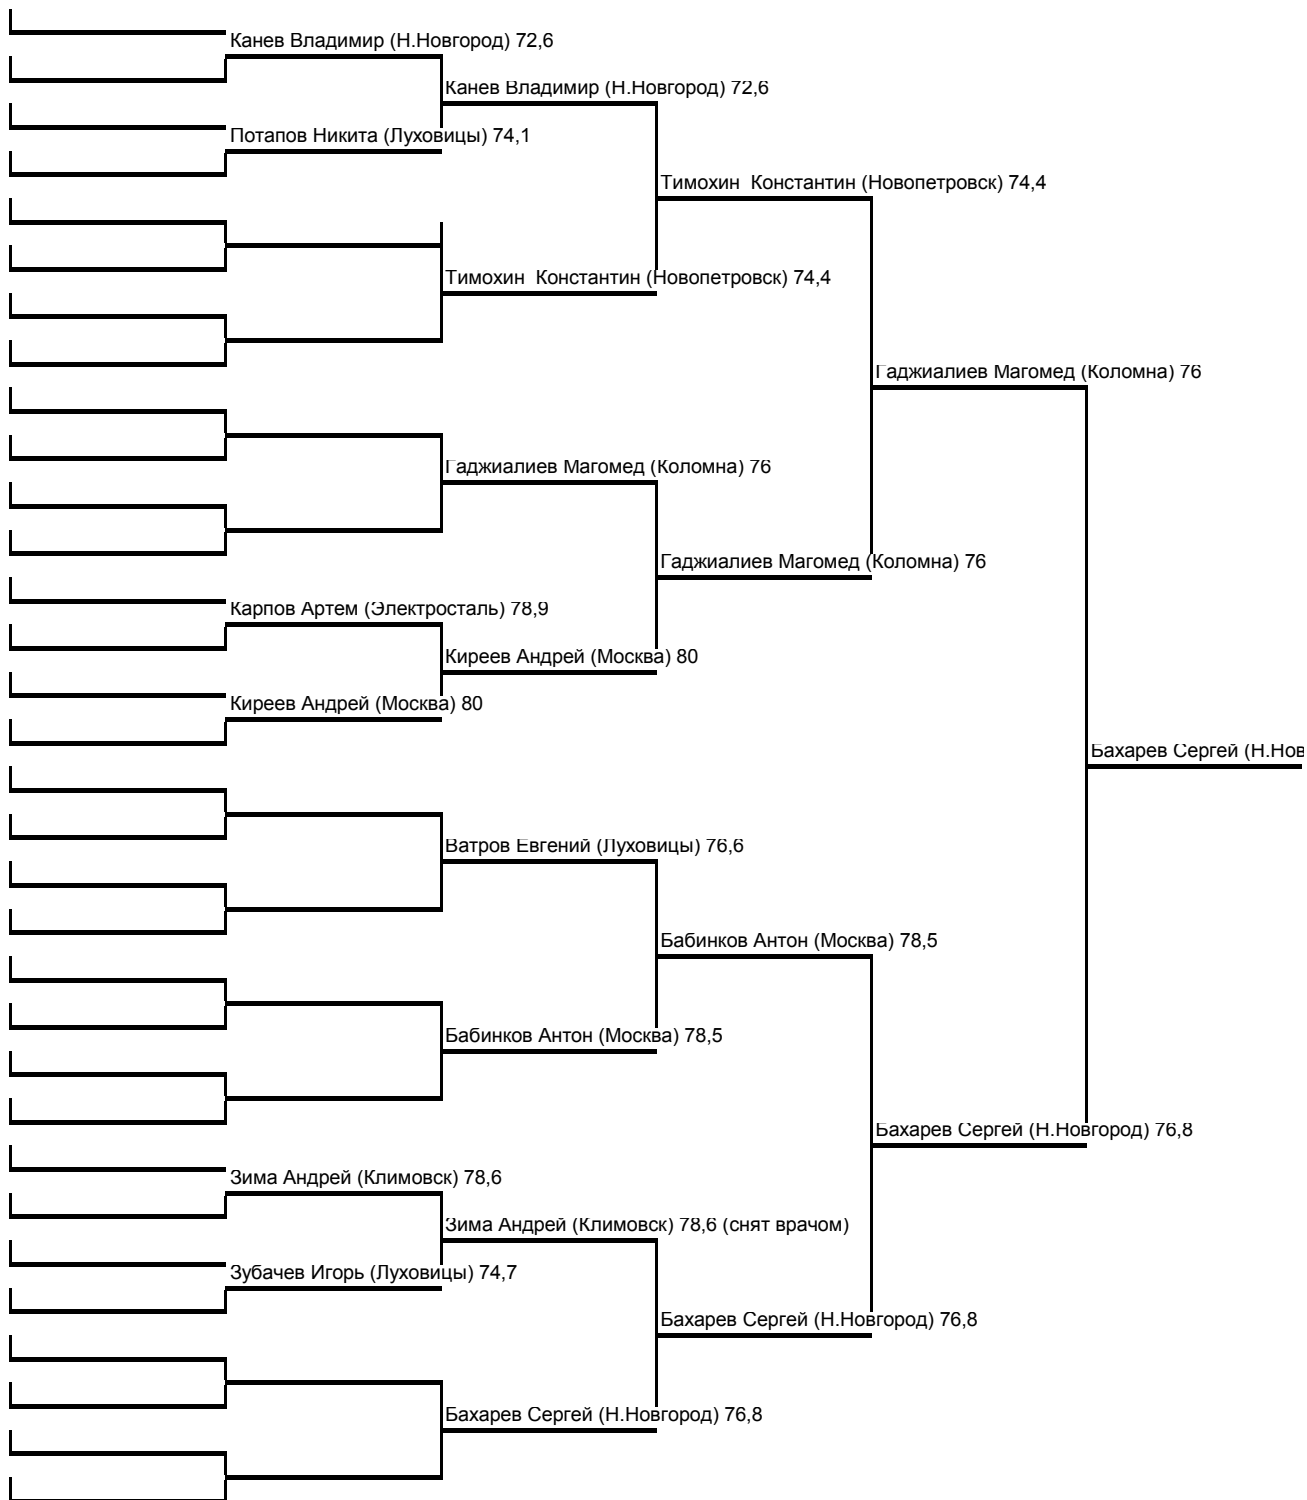 Канев Владимир (Н.Новгород) 72,6
Канев Владимир (Н.Новгород) 72,6
Потапов Никита (Луховицы) 74,1
Тимохин  Константин (Новопетровск) 74,4
Тимохин  Константин (Новопетровск) 74,4
Гаджиалиев Магомед (Коломна) 76
Гаджиалиев Магомед (Коломна) 76
Гаджиалиев Магомед (Коломна) 76
Карпов Артем (Электросталь) 78,9
Киреев Андрей (Москва) 80
Киреев Андрей (Москва) 80
Бахарев Сергей (Н.Нов
Ватров Евгений (Луховицы) 76,6
Бабинков Антон (Москва) 78,5
Бабинков Антон (Москва) 78,5
Бахарев Сергей (Н.Новгород) 76,8
Зима Андрей (Климовск) 78,6
Зима Андрей (Климовск) 78,6 (снят врачом)
Зубачев Игорь (Луховицы) 74,7
Бахарев Сергей (Н.Новгород) 76,8
Бахарев Сергей (Н.Новгород) 76,8